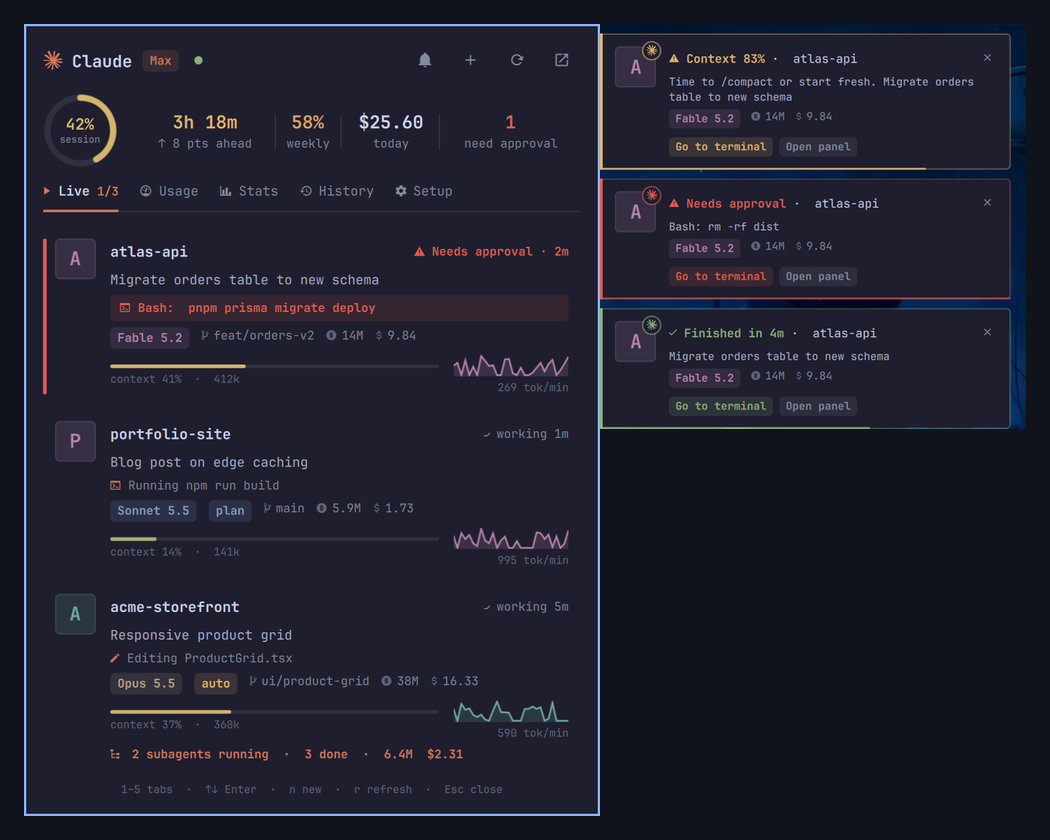 Claude Max
42%
session
3h 18m
↑ 8 pts ahead
58%
weekly
$25.60
today
1
need approval
Live 1/3 Usage Stats History Setup
A
atlas-api
Needs approval · 2m
Migrate orders table to new schema
Bash: pnpm prisma migrate deploy
Fable 5.2 feat/orders-v2 14M $ 9.84
context 41% · 412k
269 tok/min
P
portfolio-site
working 1m
Blog post on edge caching
Running npm run build
Sonnet 5.5 plan main 5.9M $ 1.73
context 14% · 141k
995 tok/min
A
acme-storefront
working 5m
Responsive product grid
Editing ProductGrid.tsx
Opus 5.5 auto ui/product-grid 38M $ 16.33
context 37% · 368k
590 tok/min
2 subagents running · 3 done · 6.4M $2.31
1-5 tabs · ↑↓ Enter · n new · r refresh · Esc close
A
Context 83% · atlas-api
Time to /compact or start fresh. Migrate orders
table to new schema
Fable 5.2 14M $ 9.84
Go to terminal Open panel
A
Needs approval · atlas-api
Bash: rm -rf dist
Fable 5.2 14M $ 9.84
Go to terminal Open panel
A
Finished in 4m · atlas-api
Migrate orders table to new schema
Fable 5.2 14M $ 9.84
Go to terminal Open panel